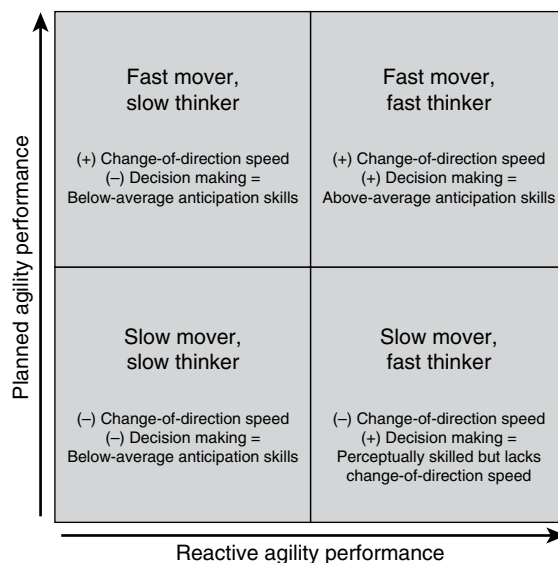 Planned agility performance
Fast mover,
slow thinker
(+) Change-of-direction speed
(–) Decision making =
Below-average anticipation skills
Fast mover,
fast thinker
(+) Change-of-direction speed
(+) Decision making =
Above-average anticipation skills
Slow mover,
slow thinker
(–) Change-of-direction speed
(–) Decision making =
Below-average anticipation skills
Slow mover,
fast thinker
(–) Change-of-direction speed
(+) Decision making =
Perceptually skilled but lacks
change-of-direction speed
Reactive agility performance